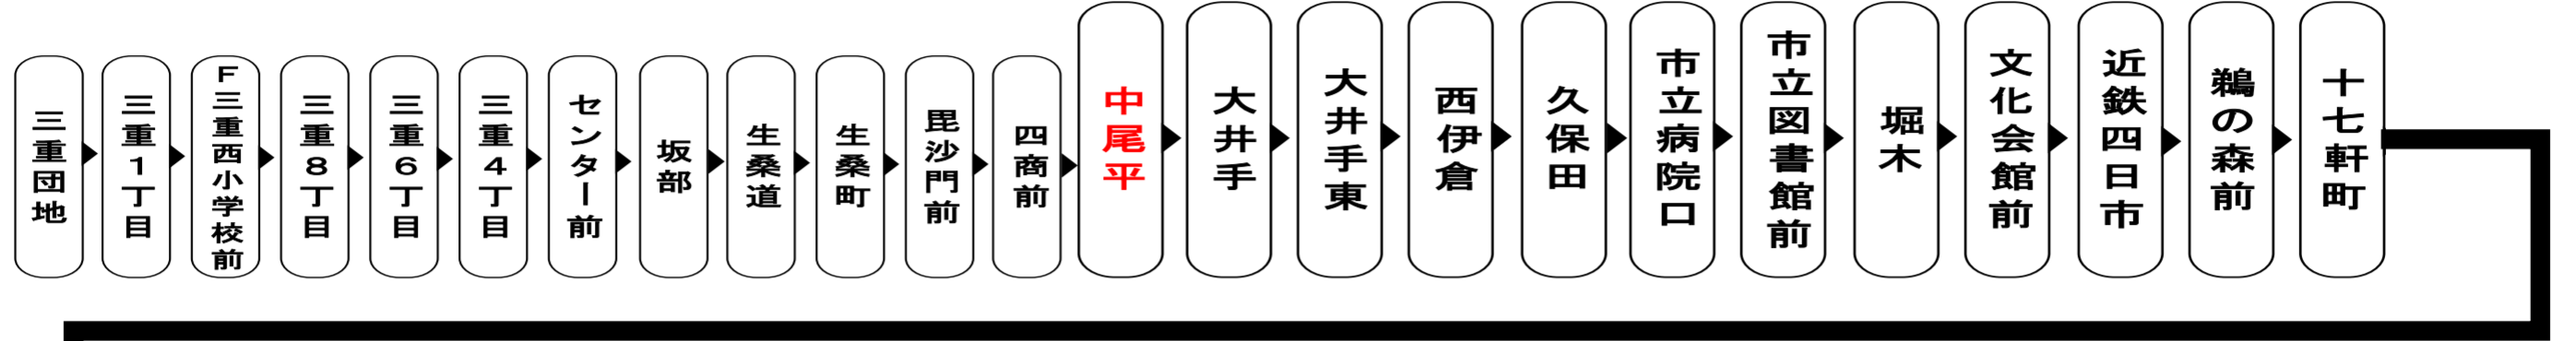 三重団地
三重1丁目
F三重西小学校前
三重8丁目
三重6丁目
三重4丁目
センター前
坂部
生桑道
生桑町
毘沙門前
四商前
中尾平
大井手
大井手東
西伊倉
久保田
市立病院口
市立図書館前
堀木
文化会館前
近鉄四日市
鵜の森前
十七軒町